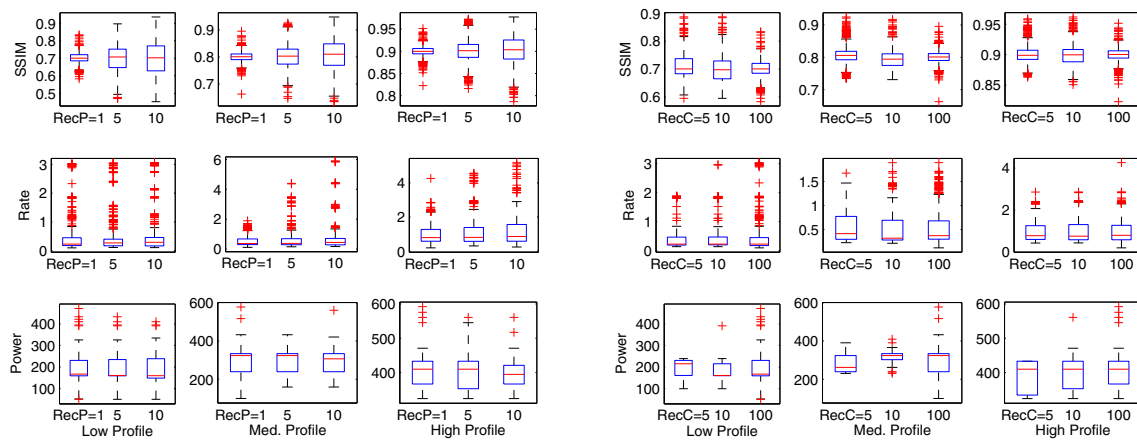 0.9
0.8
0.7
0.6
0.5
SSIM
RecP=1 5 10
0.9
0.8
0.7
RecP=1 5 10
0.95
0.9
0.85
0.8
RecP=1 5 10
0.9
0.8
0.7
0.6
SSIM
RecC=5 10 100
0.9
0.8
0.7
RecC=5 10 100
0.95
0.9
0.85
RecC=5 10 100
3
2
1
0
Rate
RecP=1 5 10
6
4
2
0
RecP=1 5 10
4
2
0
RecP=1 5 10
3
2
1
0
Rate
RecC=5 10 100
1.5
1
0.5
RecC=5 10 100
4
2
0
RecC=5 10 100
400
300
200
100
Power
RecP=1 5 10
Low Profile
600
400
200
RecP=1 5 10
Med. Profile
600
500
400
RecP=1 5 10
High Profile
400
300
200
100
Power
RecC=5 10 100
Low Profile
600
400
200
RecC=5 10 100
Med. Profile
600
500
400
RecC=5 10 100
High Profile